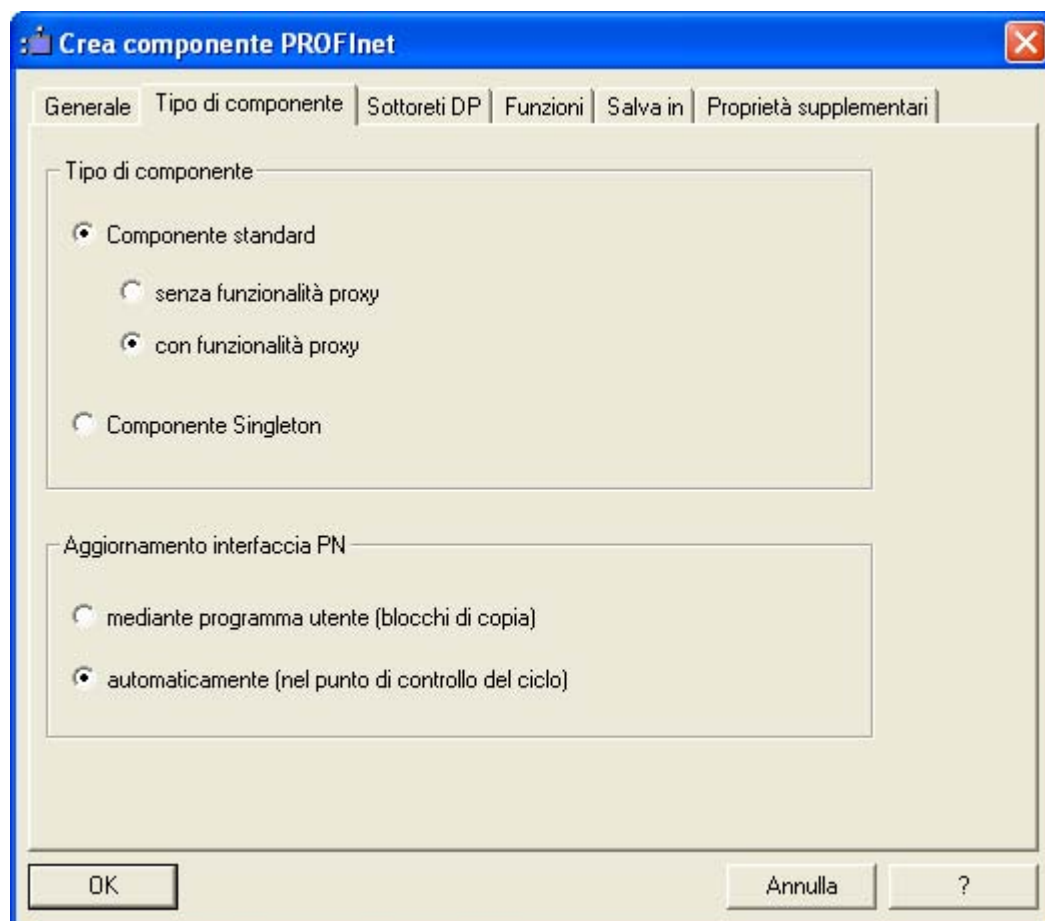 Crea componente PROFInet
Generale Tipo di componente Sottoreti DP Funzioni Salva in Proprietà supplementari
Tipo di componente
Componente standard
senza funzionalità proxy
con funzionalità proxy
Componente Singleton
Aggiornamento interfaccia PN
mediante programma utente (blocchi di copia)
automaticamente (nel punto di controllo del ciclo)
OK Annulla ?